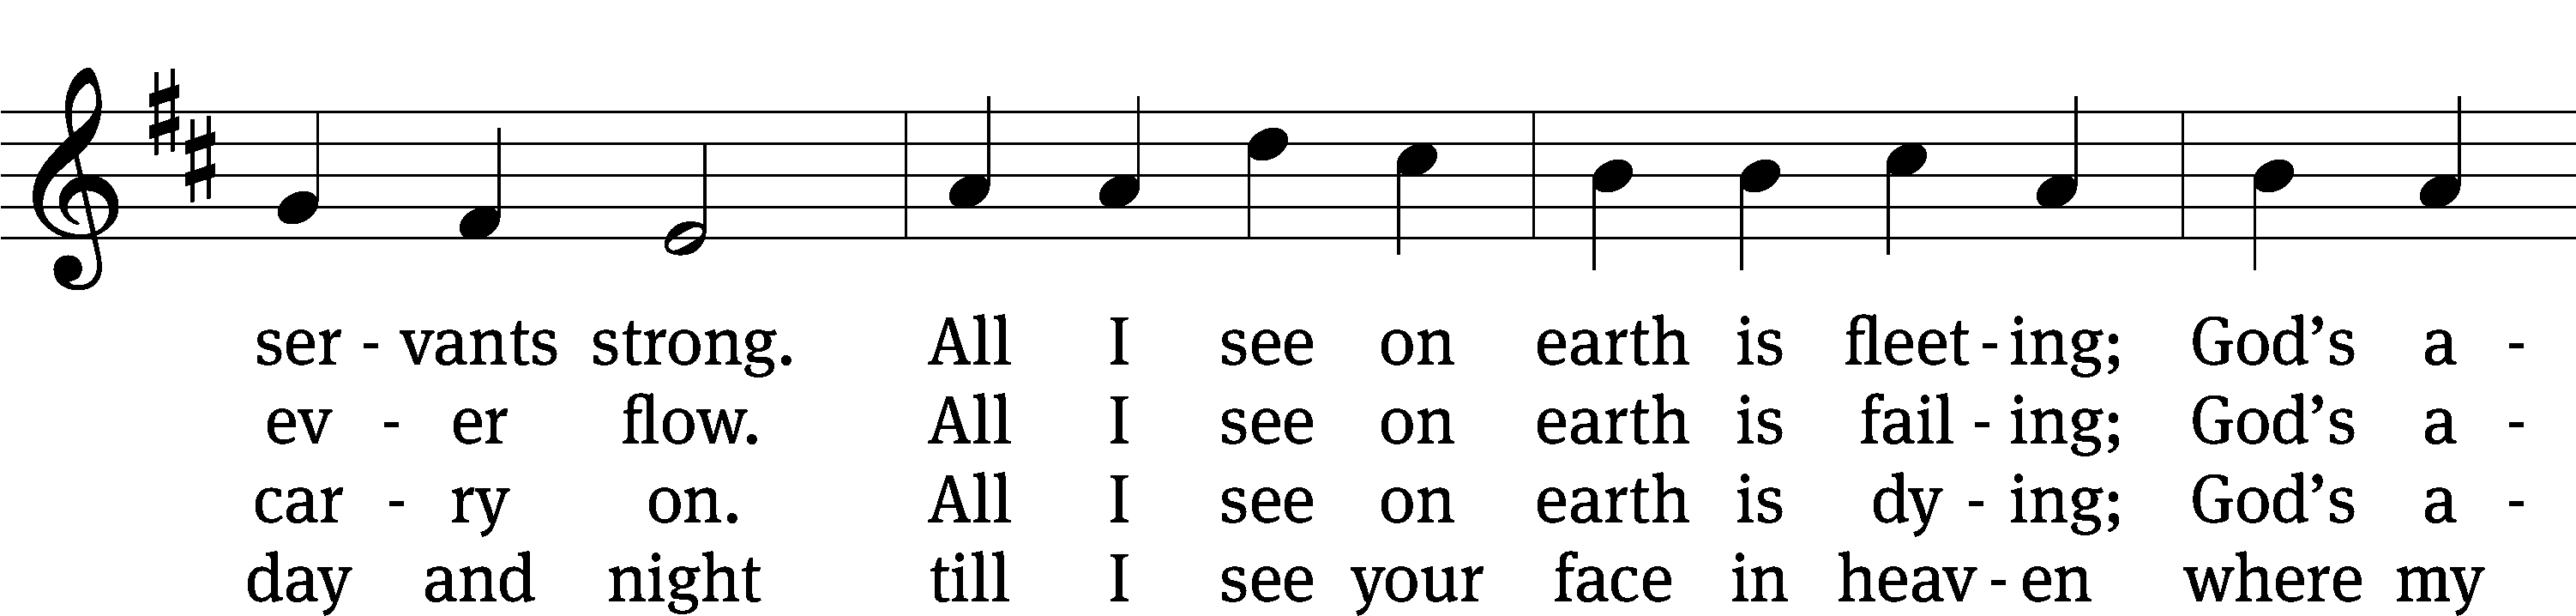 ser - vants strong. All I see on earth is fleet - ing; God’s a -
ev - er flow. All I see on earth is fail - ing; God’s a -
car - ry on. All I see on earth is dy - ing; God’s a -
day and night till I see your face in heav - en where my